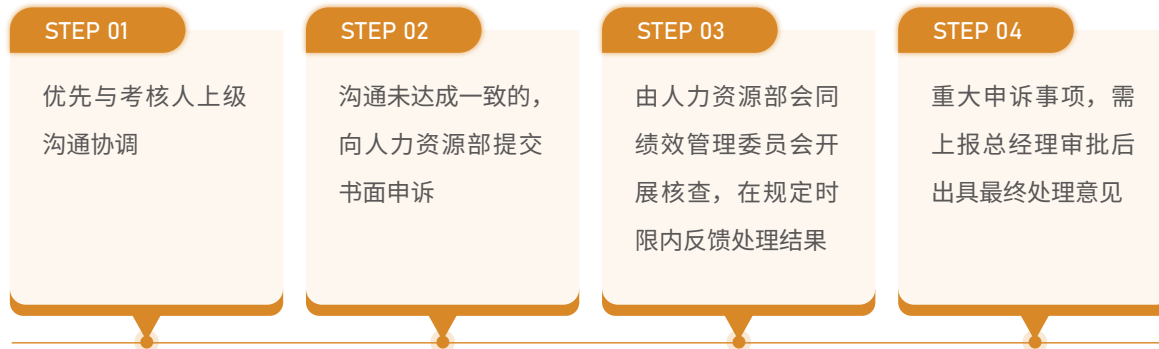 STEP 01
优先与考核人上级
沟通协调
STEP 02
沟通未达成一致的，
向人力资源部提交
书面申诉
STEP 03
由人力资源部会同
绩效管理委员会开
展核查，在规定时
限内反馈处理结果
STEP 04
重大申诉事项，需
上报总经理审批后
出具最终处理意见